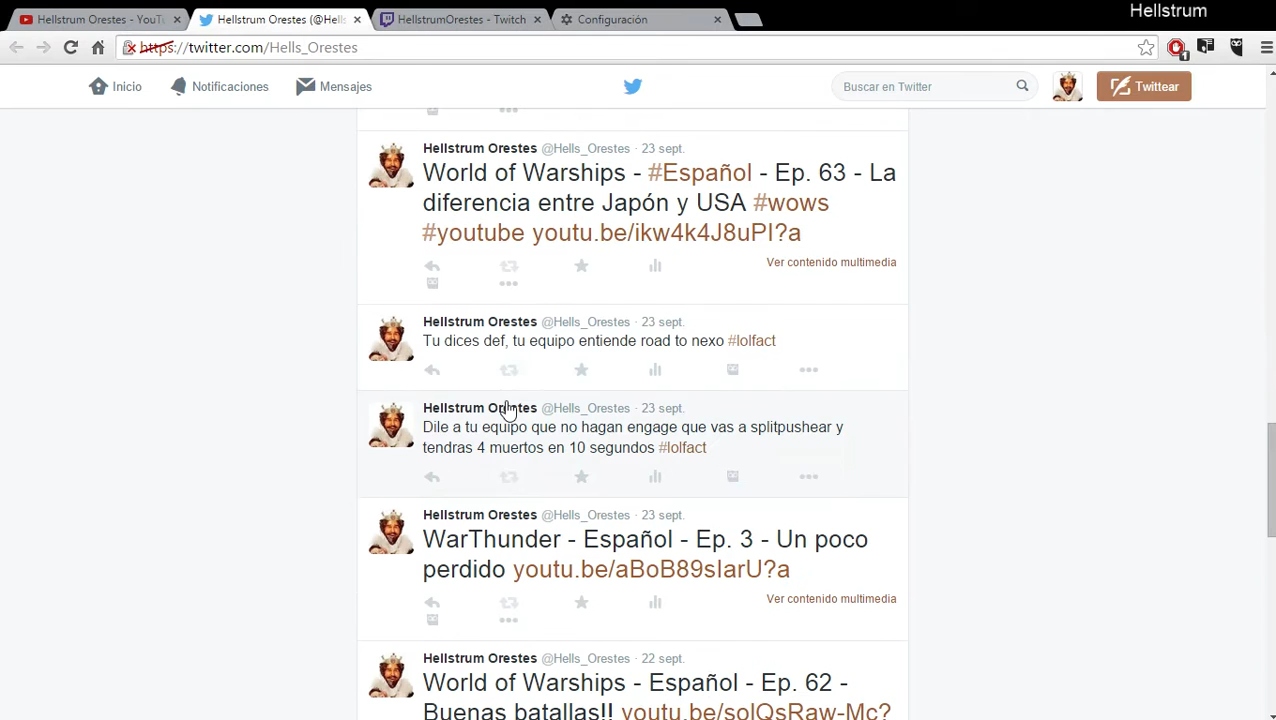 Hellstrum
Hellstrum Orestes - YouT
Hellstrum Orestes (@Hells
HellstrumOrestes - Twitch
Configuración
https://twitter.com/Hells_Orestes
1
Inicio
Notificaciones
Mensajes
Buscar en Twitter
Twittear
Hellstrum Orestes @Hells_Orestes · 23 sept.
World of Warships - #Español - Ep. 63 - La
diferencia entre Japón y USA #wows
#youtube youtu.be/ikw4k4J8uPI?a
Ver contenido multimedia
Hellstrum Orestes @Hells_Orestes · 23 sept.
Tu dices def, tu equipo entiende road to nexo #lolfact
Hellstrum Orestes @Hells_Orestes · 23 sept.
Dile a tu equipo que no hagan engage que vas a splitpushear y
tendras 4 muertos en 10 segundos #lolfact
Hellstrum Orestes @Hells_Orestes · 23 sept.
WarThunder - Español - Ep. 3 - Un poco
perdido youtu.be/aBoB89sIarU?a
Ver contenido multimedia
Hellstrum Orestes @Hells_Orestes · 22 sept.
World of Warships - Español - Ep. 62 -
Buenas batallas!! youtu.be/solQsRaw-Mc?